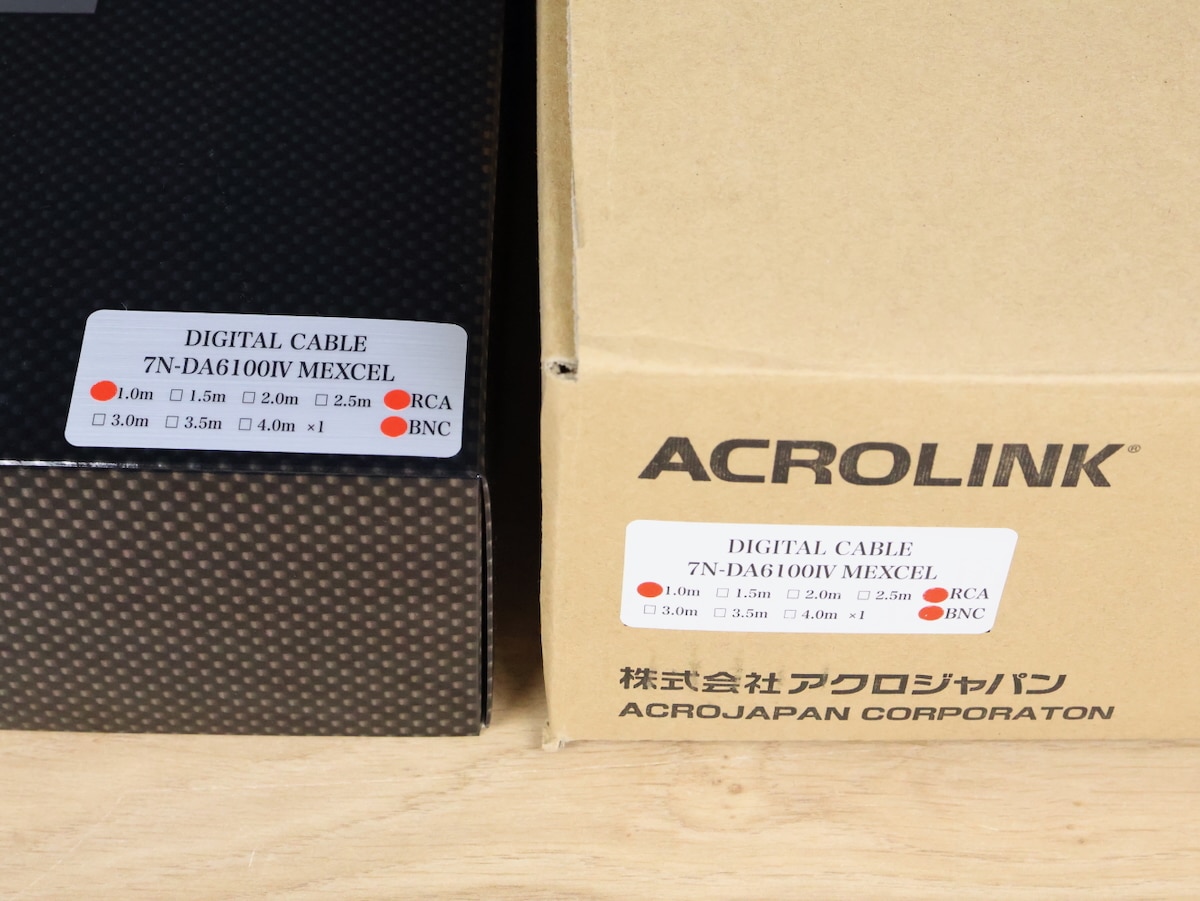 DIGITAL CABLE
7N-DA6100Ⅳ MEXCEL
1.0m □ 1.5m □ 2.0m □ 2.5m RCA
□ 3.0m □ 3.5m □ 4.0m ×1 BNC
ACROLINK®
DIGITAL CABLE
7N-DA6100Ⅳ MEXCEL
1.0m □ 1.5m □ 2.0m □ 2.5m RCA
□ 3.0m □ 3.5m □ 4.0m ×1 BNC
株式会社アクロジャパン
ACROJAPAN CORPORATON